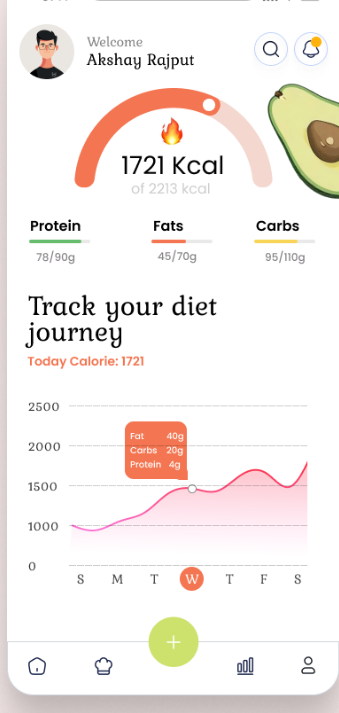 Welcome
Akshay Rajput
1721 Kcal
of 2213 kcal
Protein Fats Carbs
78/90g 45/70g 95/110g
Track your diet
journey
Today Calorie: 1721
2500
Fat 40g
2000
Carbs 20g
Protein 4g
1500
1000
0
S M T W T F S